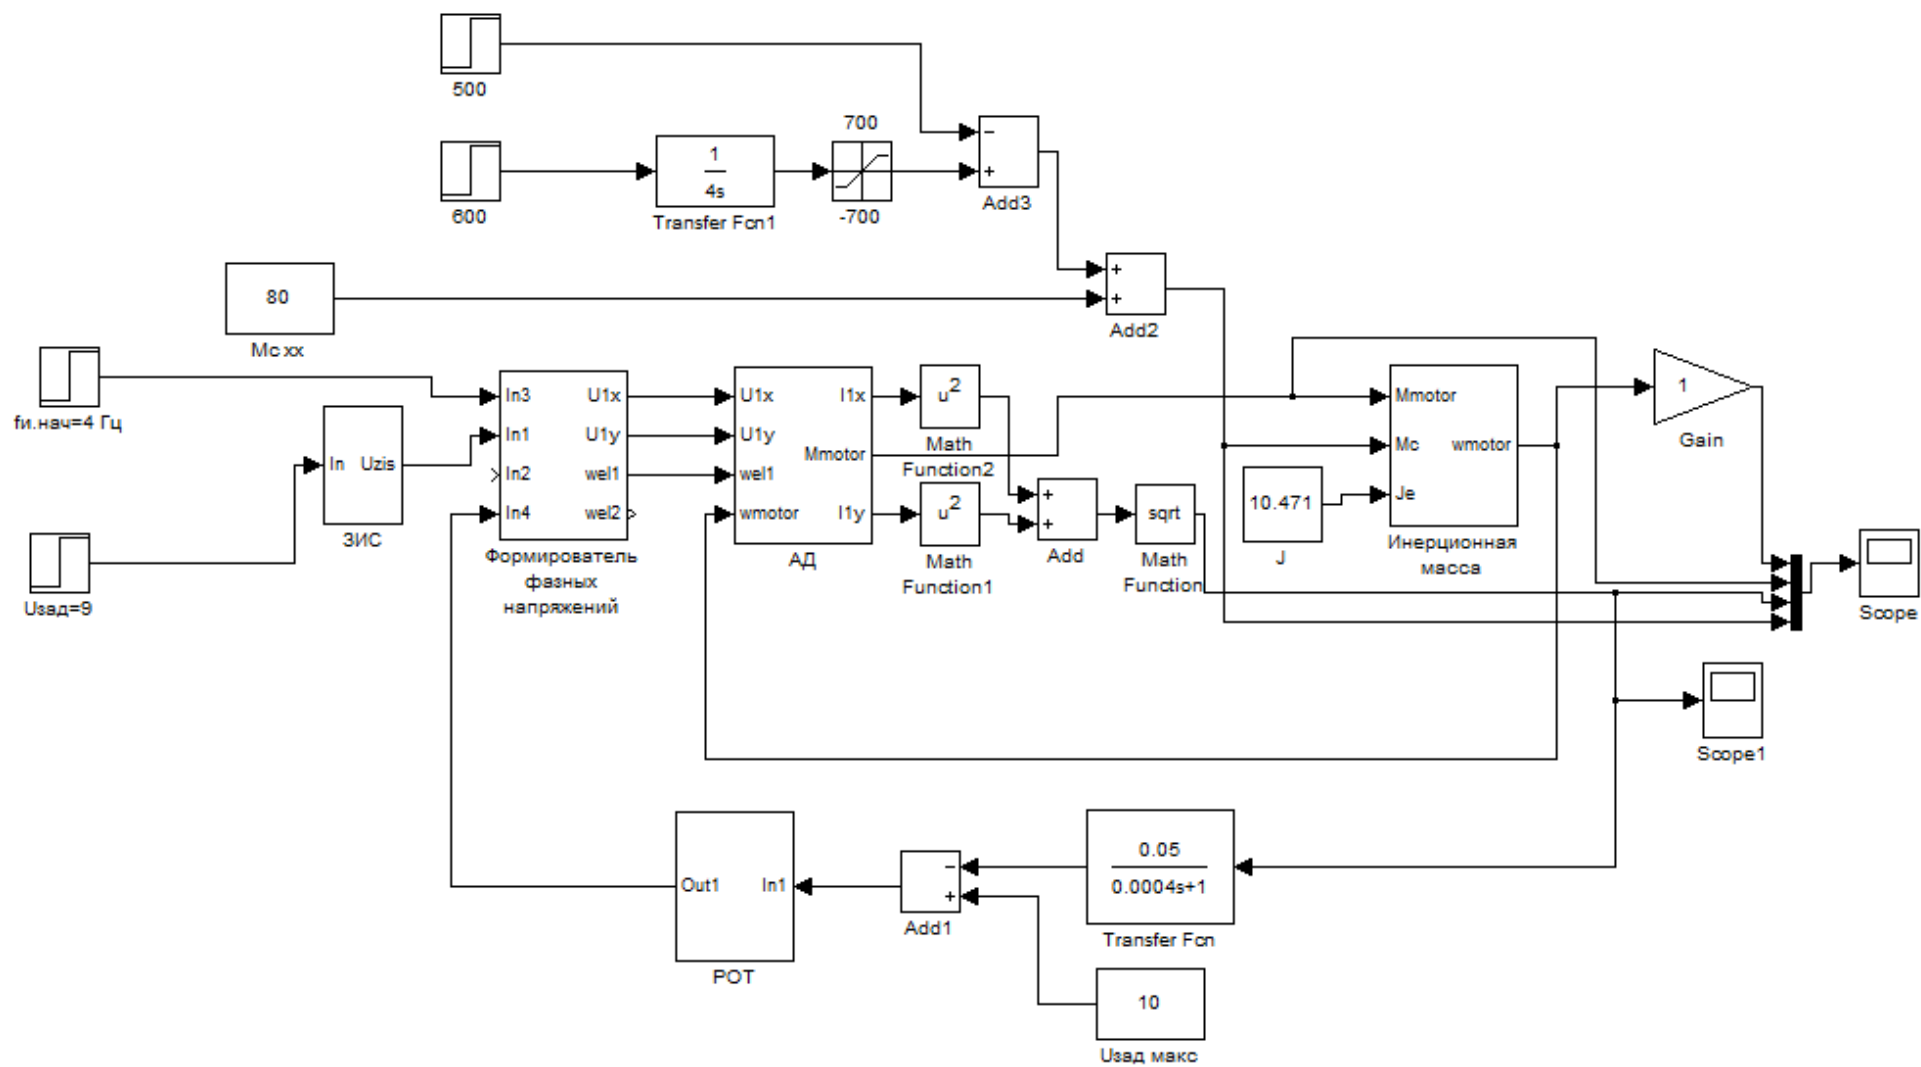 500
600
1
4s
Transfer Fcn1
700
-700
−
+
Add3
80
Mc xx
+
+
Add2
fи.нач=4 Гц
In Uzis
ЗИС
Uзад=9
In3 U1x
In1 U1y
In2 wel1
In4 wel2
Формирователь
фазных
напряжений
U1x I1x
U1y
Mmotor
wel1
wmotor I1y
АД
u2
Math
Function2
u2
Math
Function1
+
+
Add
sqrt
Math
Function
10.471
J
Mmotor
Mc wmotor
Je
Инерционная
масса
1
Gain
Scope
Scope1
Out1 In1
РОТ
−
+
Add1
0.05
0.0004s+1
Transfer Fcn
10
Uзад макс